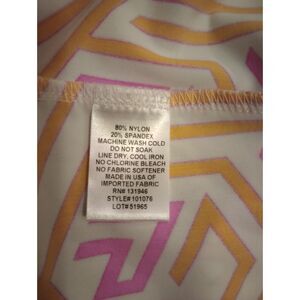 80% NYLON
20% SPANDEX
MACHINE WASH COLD
DO NOT SOAK
LINE DRY, COOL IRON
NO CHLORINE BLEACH
NO FABRIC SOFTENER
MADE IN USA OF
IMPORTED FABRIC
RN# 131946
STYLE# 101076
LOT# 51965